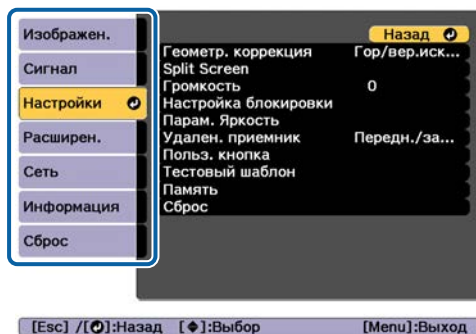 Изображен.
Сигнал
Настройки
Расширен.
Сеть
Информация
Сброс
Назад
Геометр. коррекция Гор/вер.иск...
Split Screen
Громкость 0
Настройка блокировки
Парам. Яркость
Удален. приемник Передн./за...
Польз. кнопка
Тестовый шаблон
Память
Сброс
[Esc] /[ ]:Назад [ ]:Выбор [Menu]:Выход